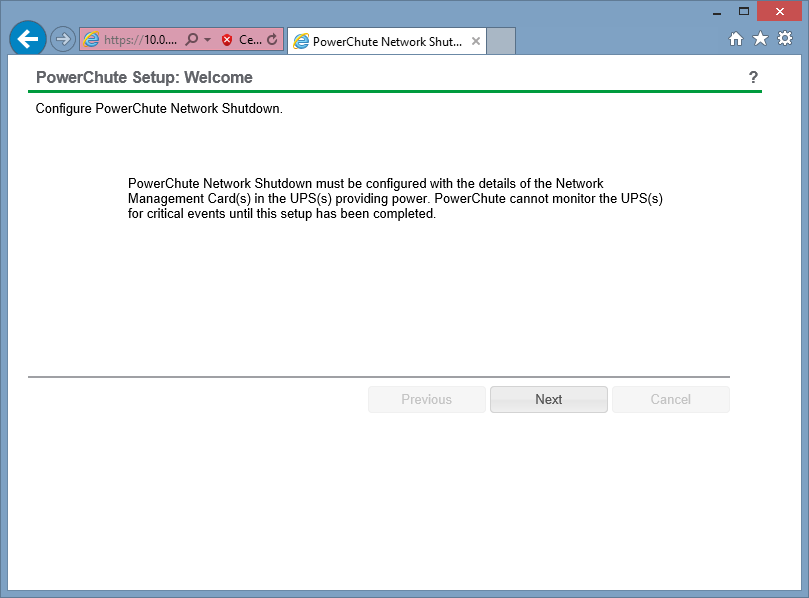 https://10.0.... Ce... PowerChute Network Shut...
PowerChute Setup: Welcome ?
Configure PowerChute Network Shutdown.
PowerChute Network Shutdown must be configured with the details of the Network
Management Card(s) in the UPS(s) providing power. PowerChute cannot monitor the UPS(s)
for critical events until this setup has been completed.
Previous Next Cancel